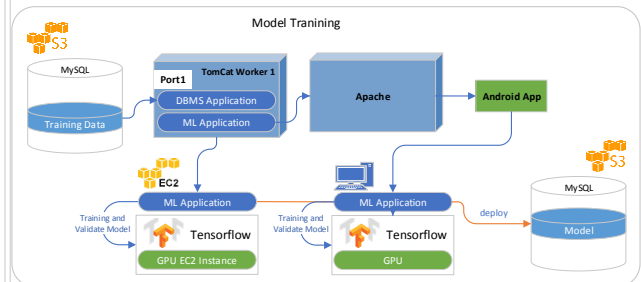 Model Tranining
S3
MySQL
Training Data
Port1
TomCat Worker 1
DBMS Application
ML Application
Apache
Android App
S3
EC2
ML Application
Training and
Validate Model
Tensorflow
GPU EC2 Instance
ML Application
Training and
Validate Model
Tensorflow
GPU
deploy
MySQL
Model